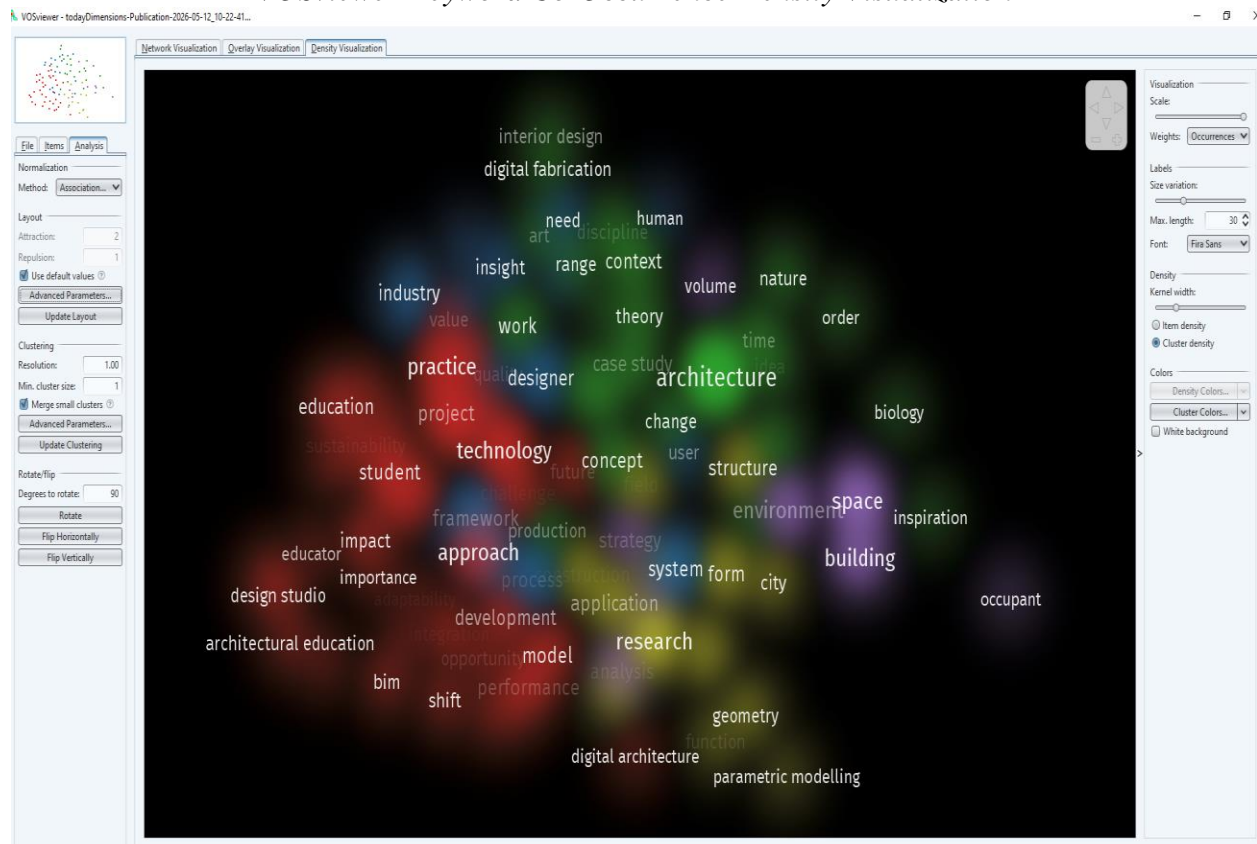 VOSviewer - todayDimensions-Publication-2026-05-12_10-22-41...
Network Visualization Overlay Visualization Density Visualization
File Items Analysis
Normalization
Method: Association...
Layout
Attraction: 2
Repulsion: 1
Use default values
Advanced Parameters...
Update Layout
Clustering
Resolution: 1.00
Min. cluster size: 1
Merge small clusters
Advanced Parameters...
Update Clustering
Rotate/flip
Degrees to rotate: 90
Rotate
Flip Horizontally
Flip Vertically
interior design
digital fabrication
need
human
art
discipline
insight
range
context
industry
volume
nature
value
work
theory
order
time
practice
quality
designer
case study
architecture
idea
education
project
change
biology
sustainability
technology
concept
user
student
future
structure
challenge
field
framework
production
environment
space
inspiration
impact
strategy
educator
approach
building
importance
process
system
form
city
design studio
adaptability
application
occupant
development
architectural education
integration
research
opportunity
model
analysis
bim
performance
shift
geometry
function
digital architecture
parametric modelling
Visualization
Scale:
Weights: Occurrences
Labels
Size variation:
Max. length: 30
Font: Fira Sans
Density
Kernel width:
Item density
Cluster density
Colors
Density Colors...
Cluster Colors...
White background